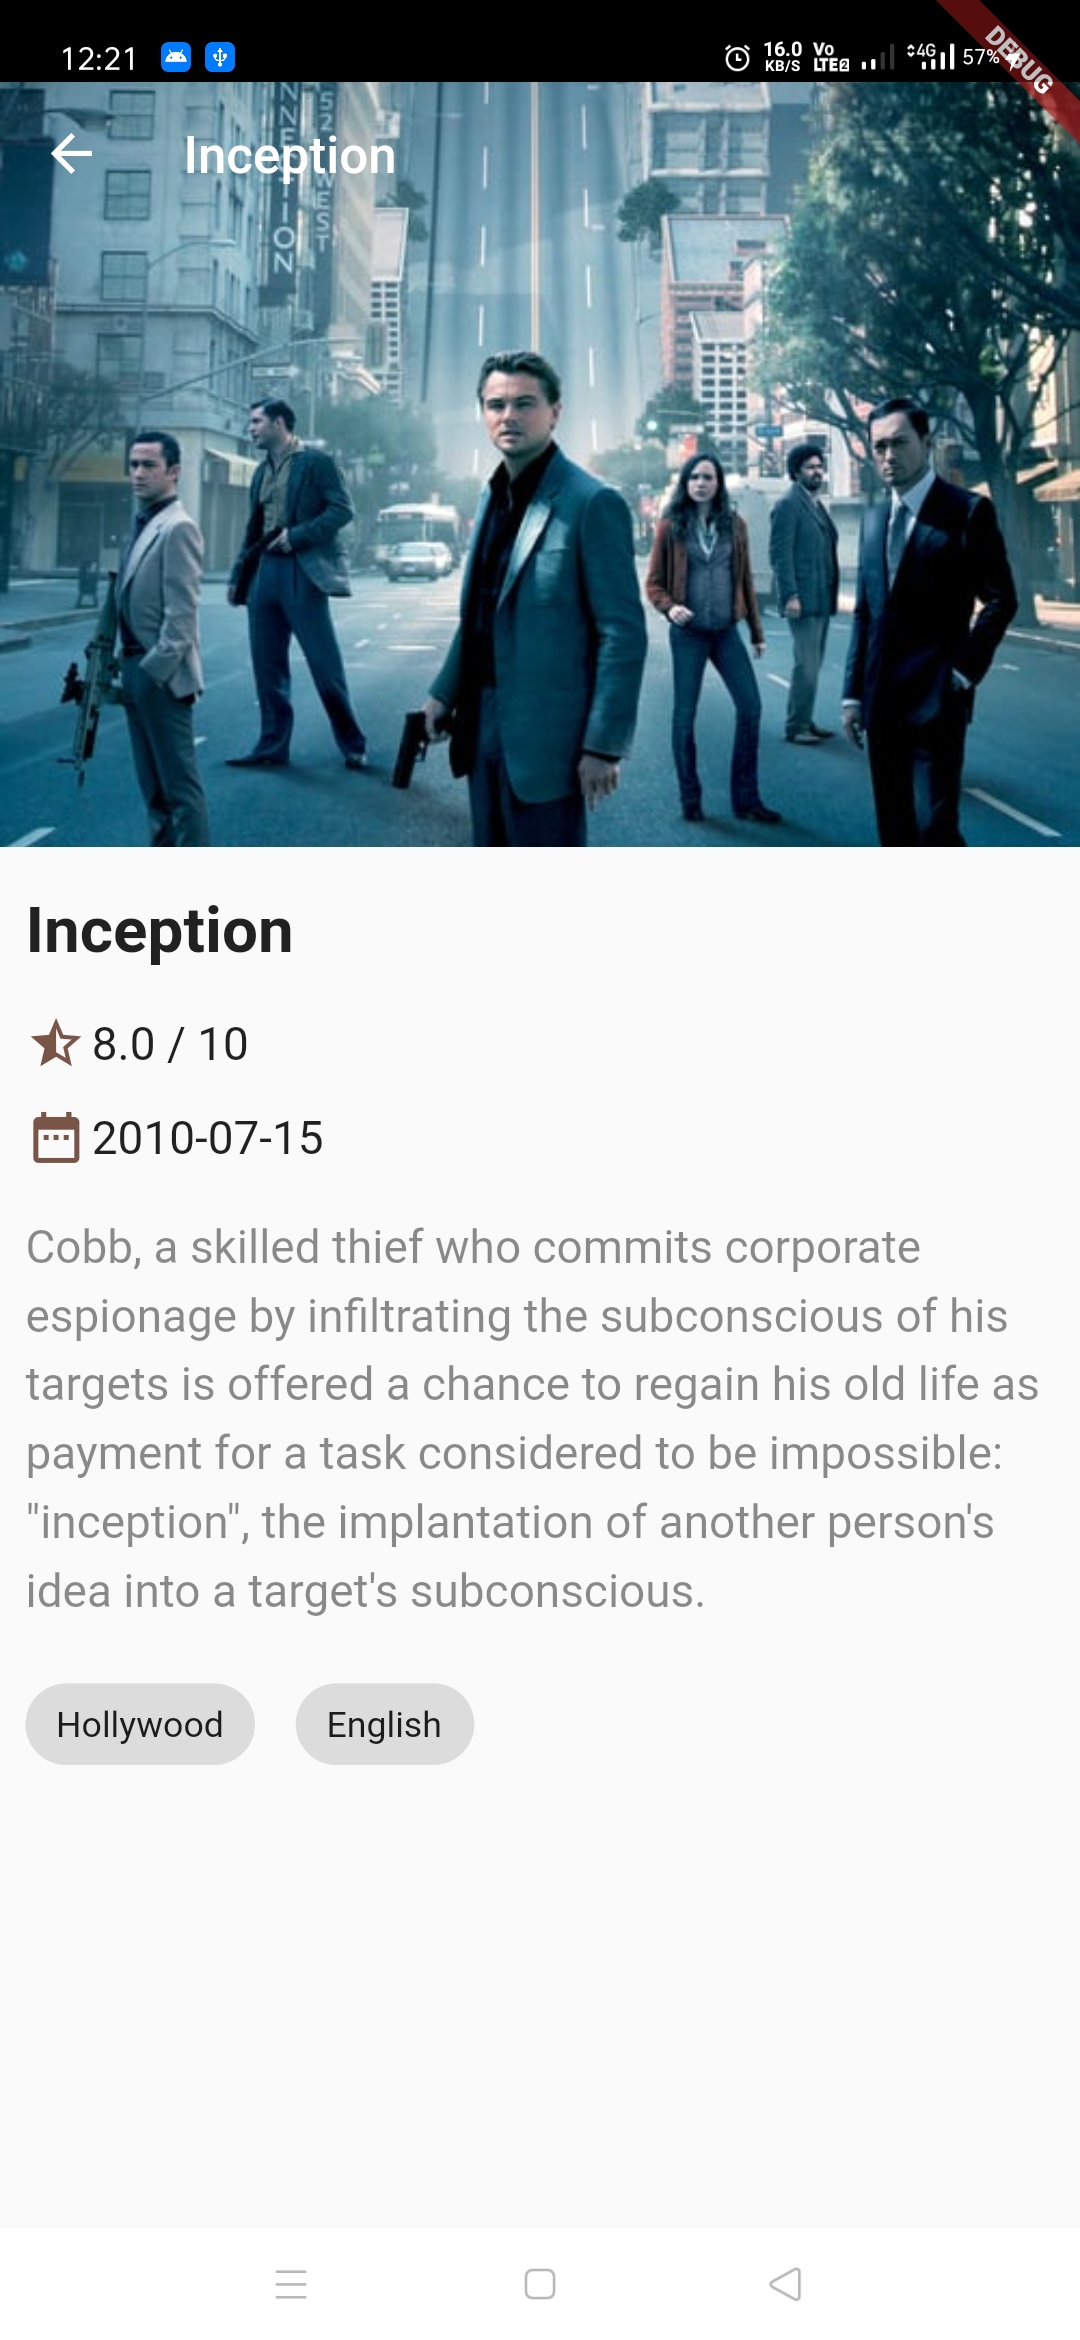 12:21
16.0
KB/S
Vo
LTE2
4G
57%
DEBUG
Inception
Inception
8.0 / 10
2010-07-15
Cobb, a skilled thief who commits corporate
espionage by infiltrating the subconscious of his
targets is offered a chance to regain his old life as
payment for a task considered to be impossible:
"inception", the implantation of another person's
idea into a target's subconscious.
Hollywood
English